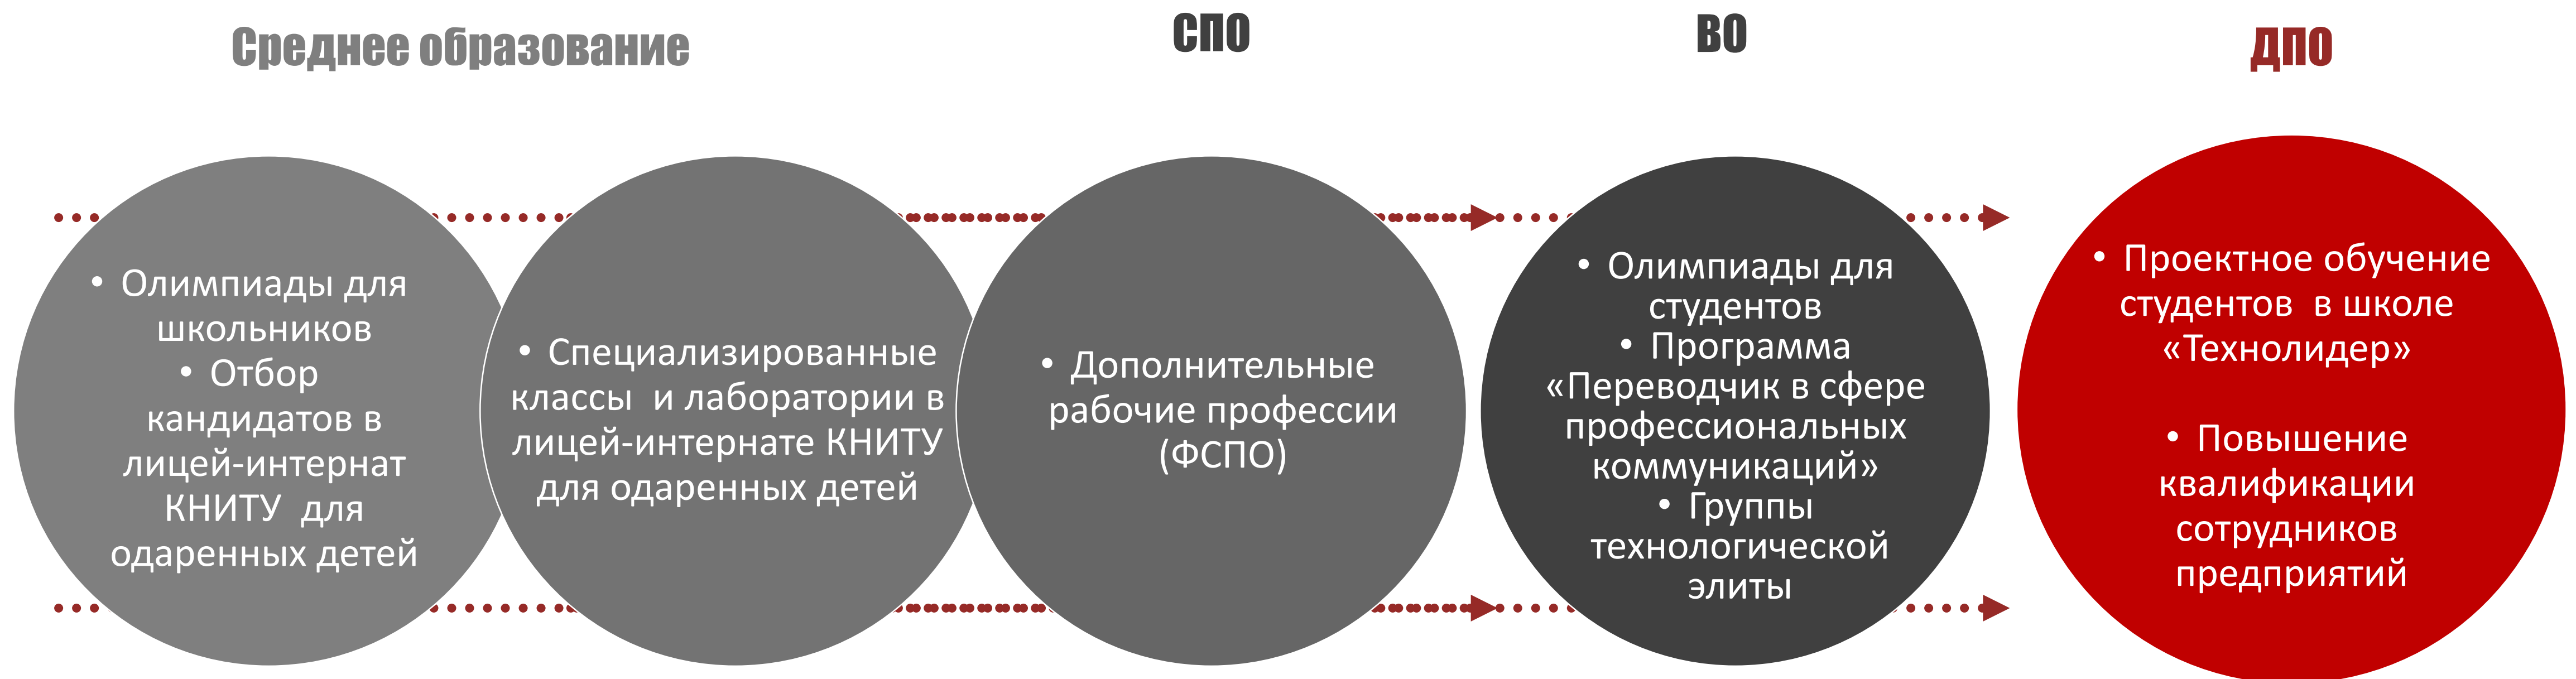 Среднее образование
СПО
ВО
ДПО
• Олимпиады для
школьников
• Отбор
кандидатов в
лицей-интернат
КНИТУ для
одаренных детей
• Специализированные
классы и лаборатории в
лицей-интернате КНИТУ
для одаренных детей
• Дополнительные
рабочие профессии
(ФСПО)
• Олимпиады для
студентов
• Программа
«Переводчик в сфере
профессиональных
коммуникаций»
• Группы
технологической
элиты
• Проектное обучение
студентов в школе
«Технолидер»
• Повышение
квалификации
сотрудников
предприятий